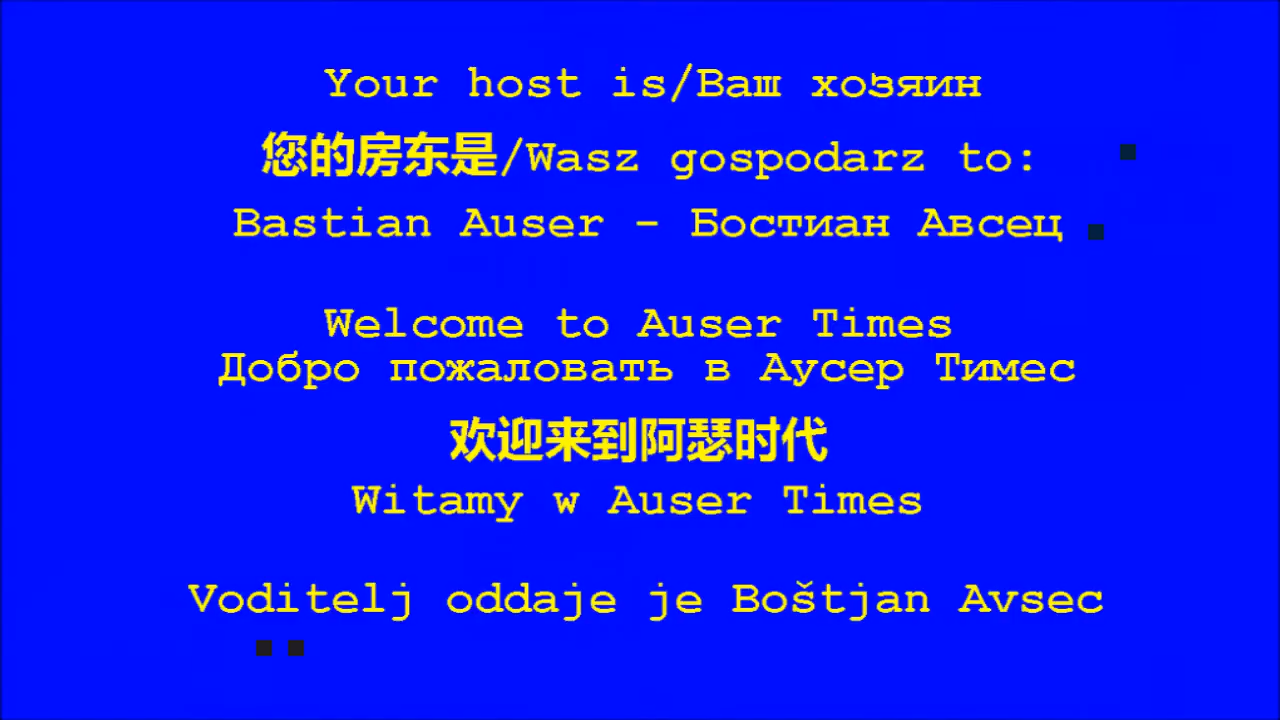 Your host is/Ваш хозяин
您的房东是/Wasz gospodarz to:
Bastian Auser - Бостиан Авсец
Welcome to Auser Times
Добро пожаловать в Аусер Тимес
欢迎来到阿瑟时代
Witamy w Auser Times
Voditelj oddaje je Boštjan Avsec